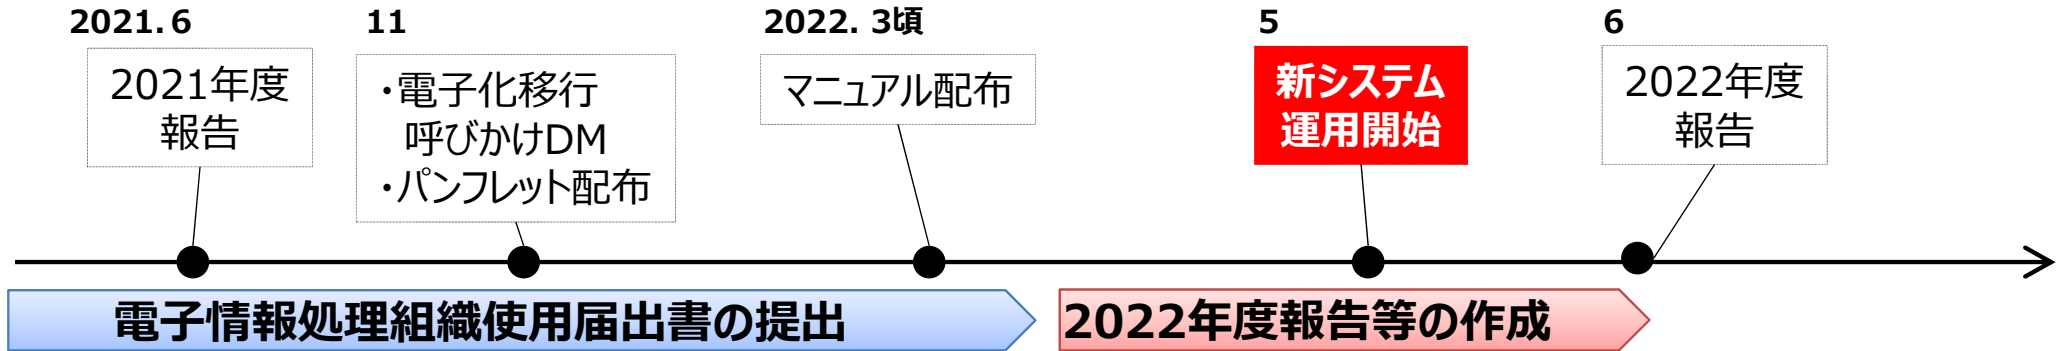 2021.6
11
2022. 3頃
5
6
2021年度
報告
・電子化移行
呼びかけDM
・パンフレット配布
マニュアル配布
新システム
運用開始
2022年度
報告
電子情報処理組織使用届出書の提出
2022年度報告等の作成